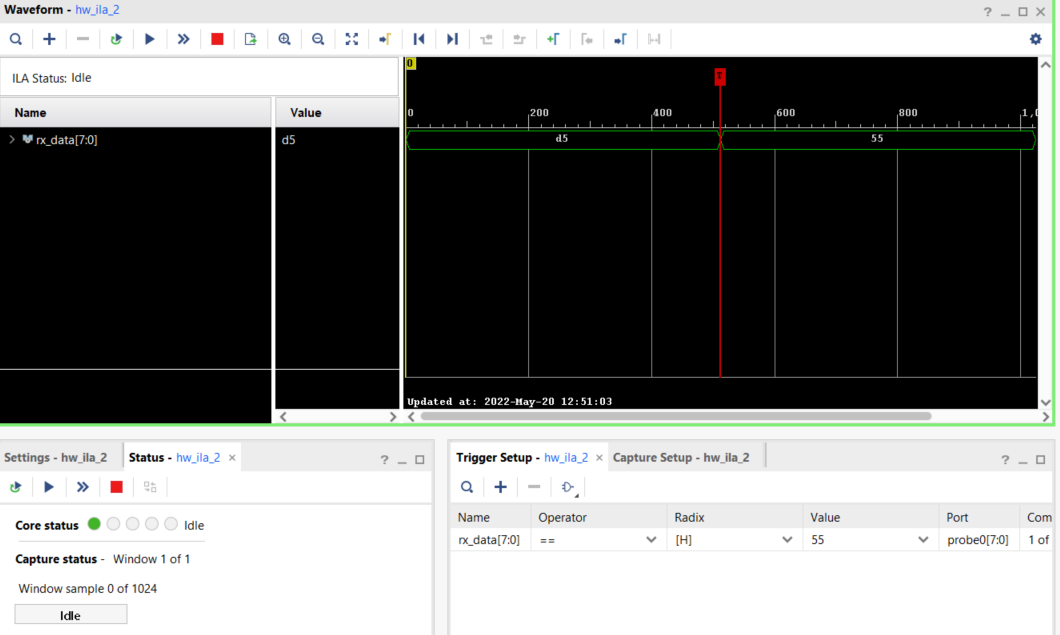 Waveform - hw_ila_2
ILA Status: Idle
Name Value
rx_data[7:0] d5
0
T
0 200 400 600 800 1,0
d5 55
Updated at: 2022-May-20 12:51:03
Settings - hw_ila_2 Status - hw_ila_2
Core status Idle
Capture status - Window 1 of 1
Window sample 0 of 1024
Idle
Trigger Setup - hw_ila_2 Capture Setup - hw_ila_2
Name Operator Radix Value Port Com
rx_data[7:0] == [H] 55 probe0[7:0] 1 of